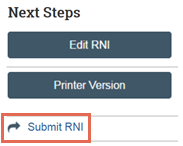 Next Steps
Edit RNI
Printer Version
Submit RNI